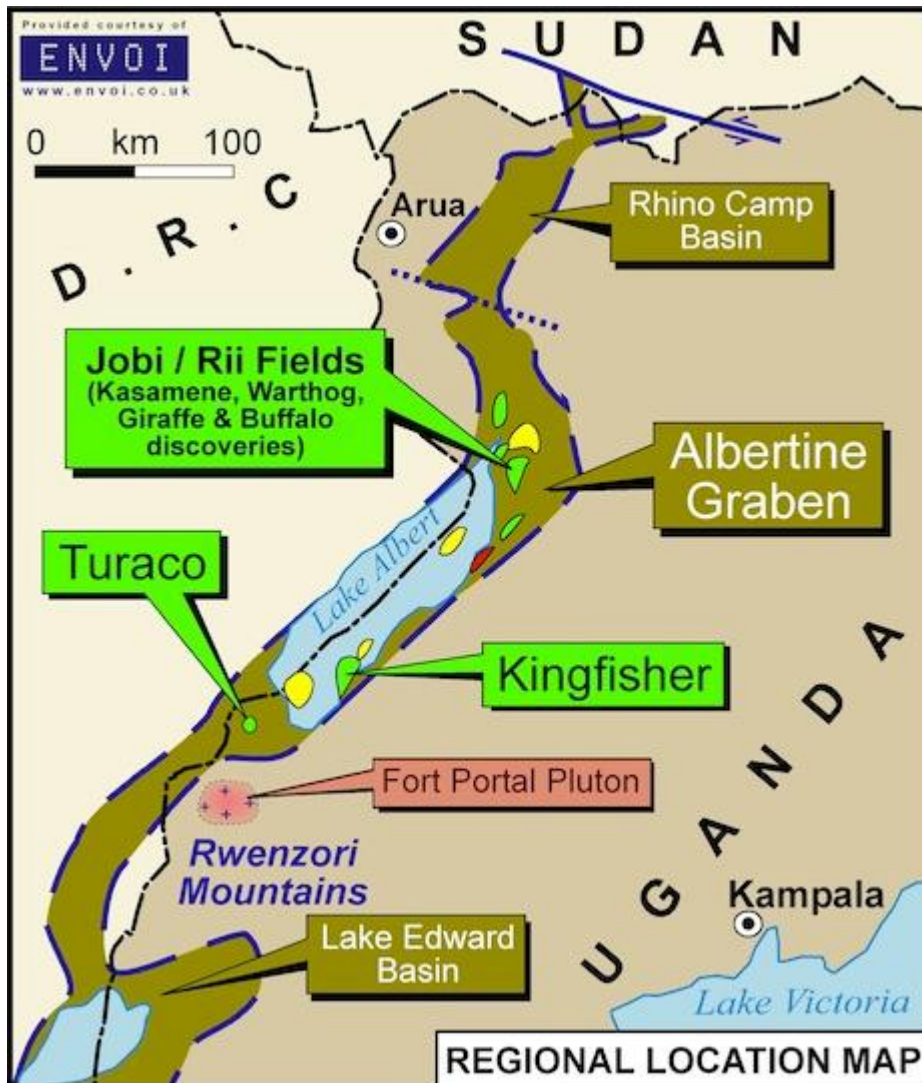 Provided courtesy of
ENVOI
www.envoi.co.uk
SUDAN
0 km 100
D.R.C
Arua
Rhino Camp
Basin
Jobi / Rii Fields
(Kasamene, Warthog,
Giraffe & Buffalo
discoveries)
Albertine
Graben
Turaco
Lake Albert
Kingfisher
UGANDA
Fort Portal Pluton
Rwenzori
Mountains
Kampala
Lake Edward
Basin
Lake Victoria
REGIONAL LOCATION MAP